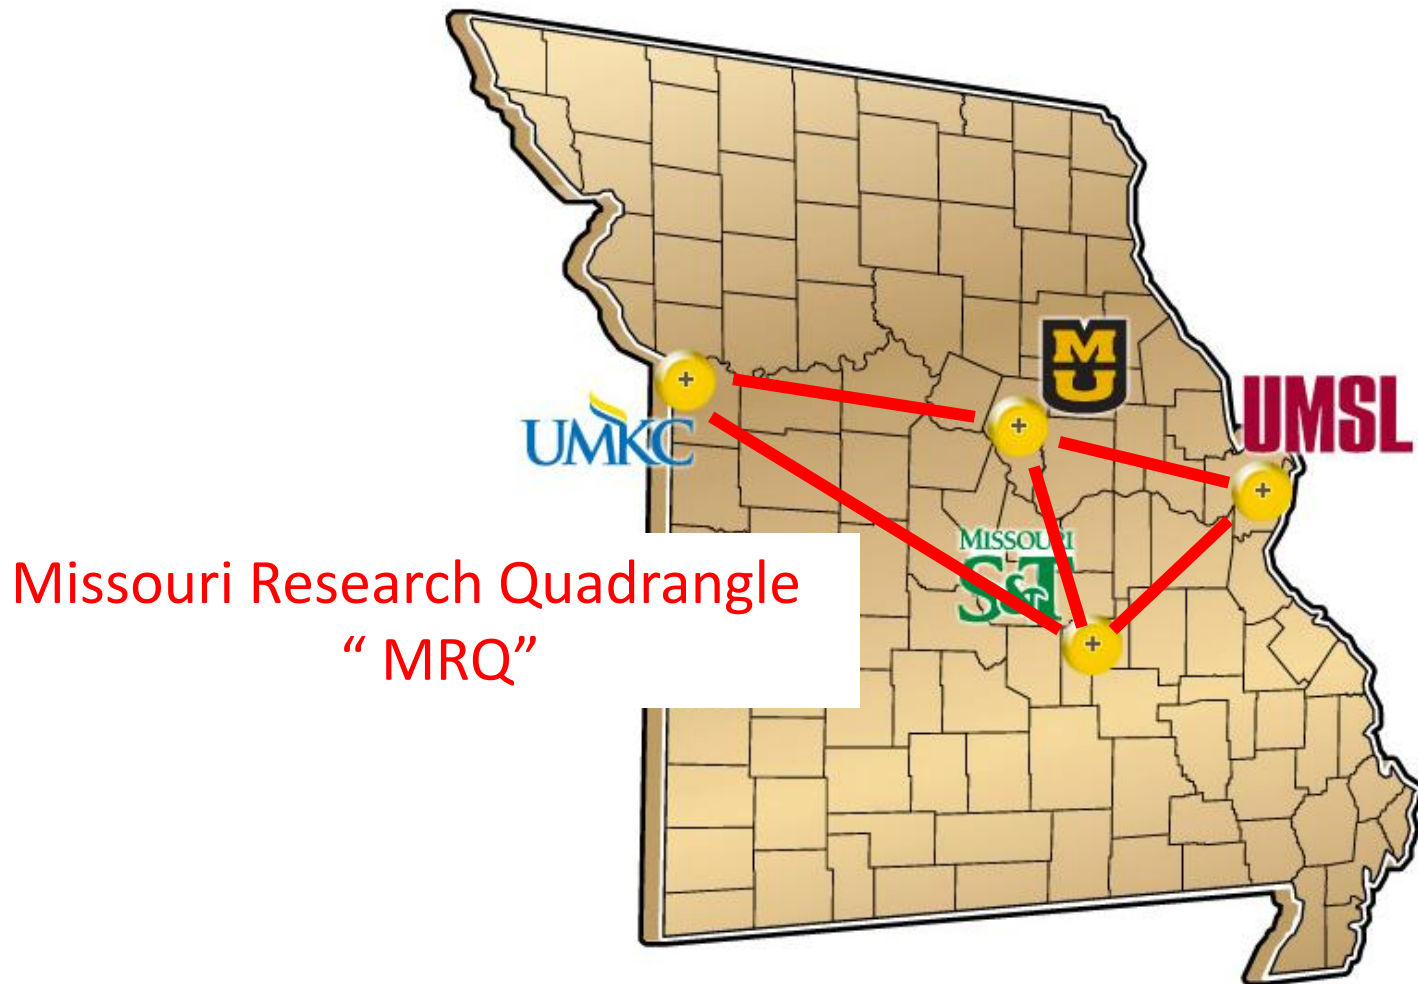 MU
UMSL
UMKC
MISSOURI
S&T
Missouri Research Quadrangle
“ MRQ”